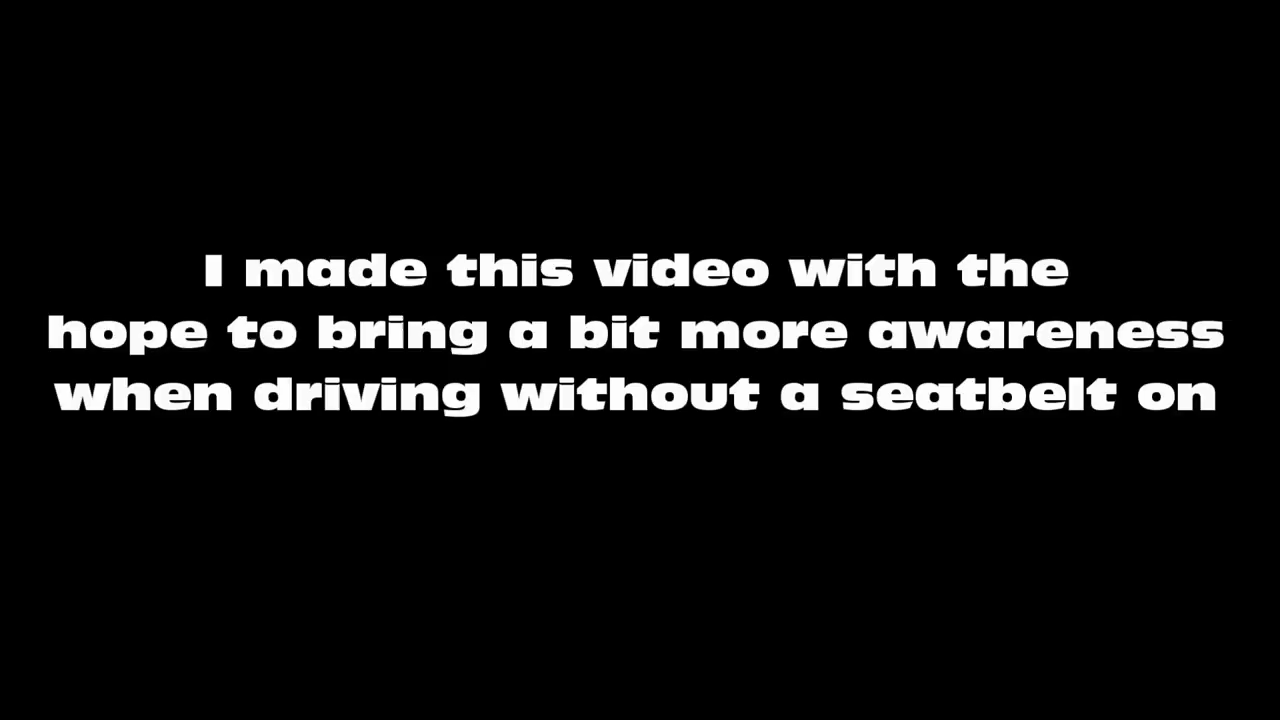 I made this video with the
hope to bring a bit more awareness
when driving without a seatbelt on